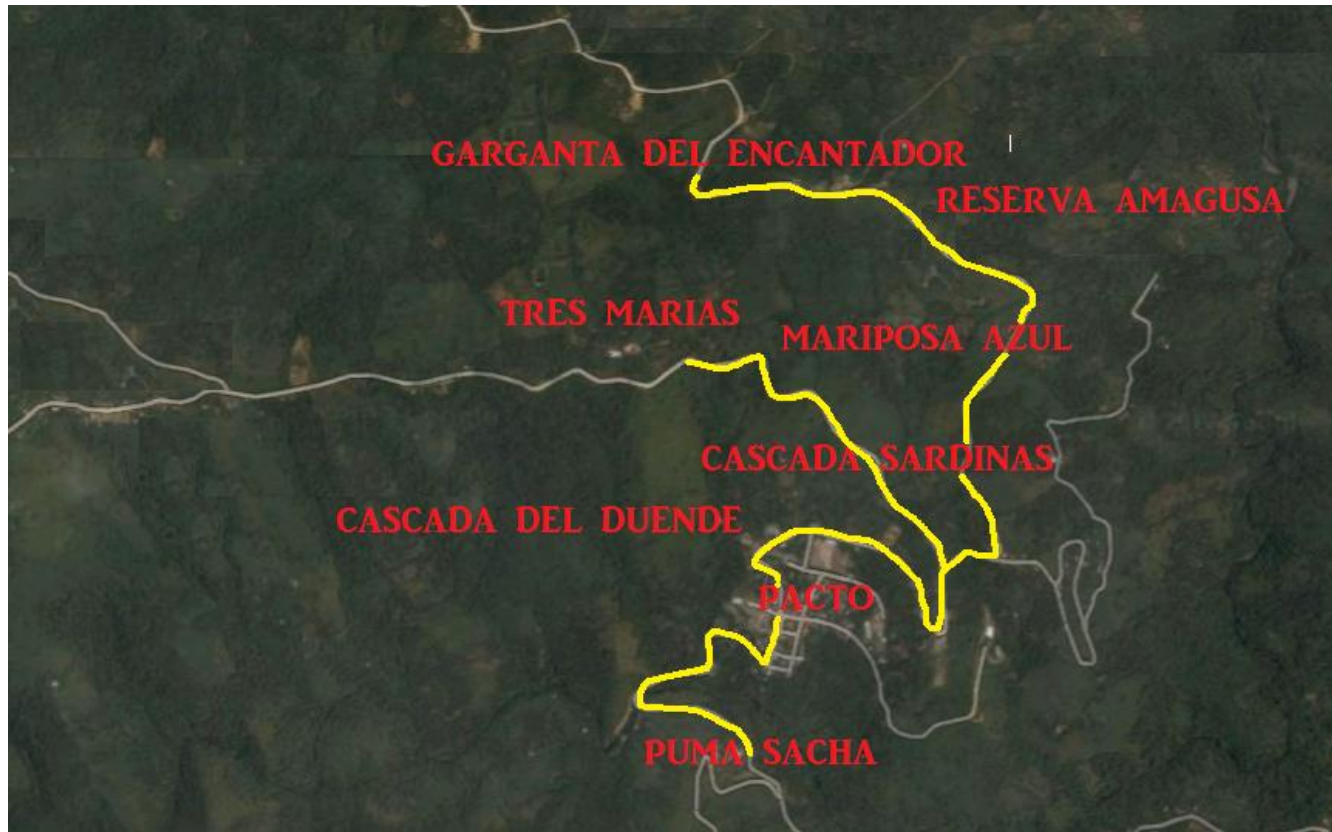 GARGANTA DEL ENCANTADOR
RESERVA AMAGUSA
TRES MARIAS
MARIPOSA AZUL
CASCADA SARDINAS
CASCADA DEL DUENDE
PACTO
PUMA SACHA